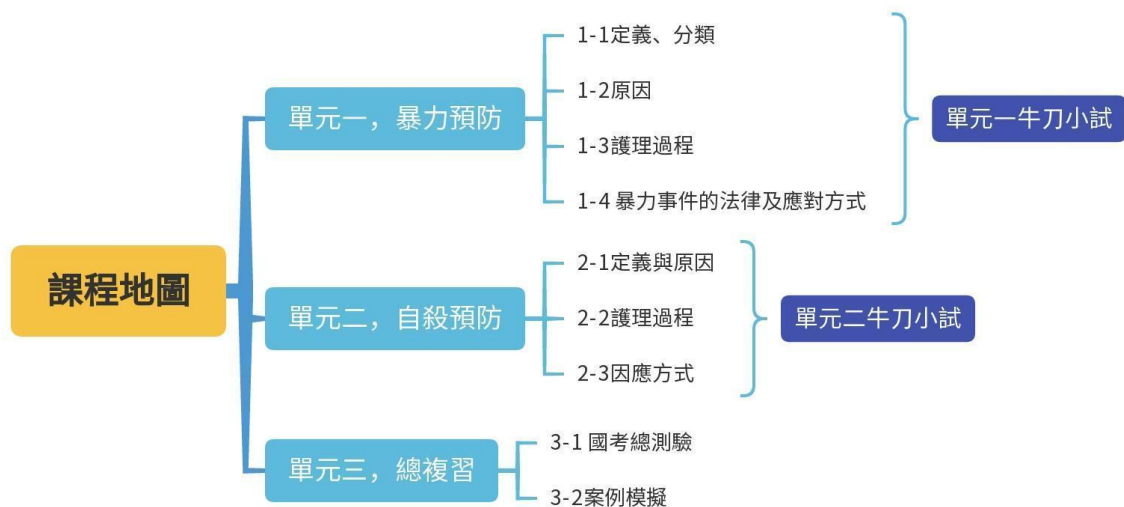 課程地圖
單元一，暴力預防
1-1定義、分類
1-2原因
1-3護理過程
1-4 暴力事件的法律及應對方式
單元一牛刀小試
單元二，自殺預防
2-1定義與原因
2-2護理過程
2-3因應方式
單元二牛刀小試
單元三，總複習
3-1 國考總測驗
3-2案例模擬